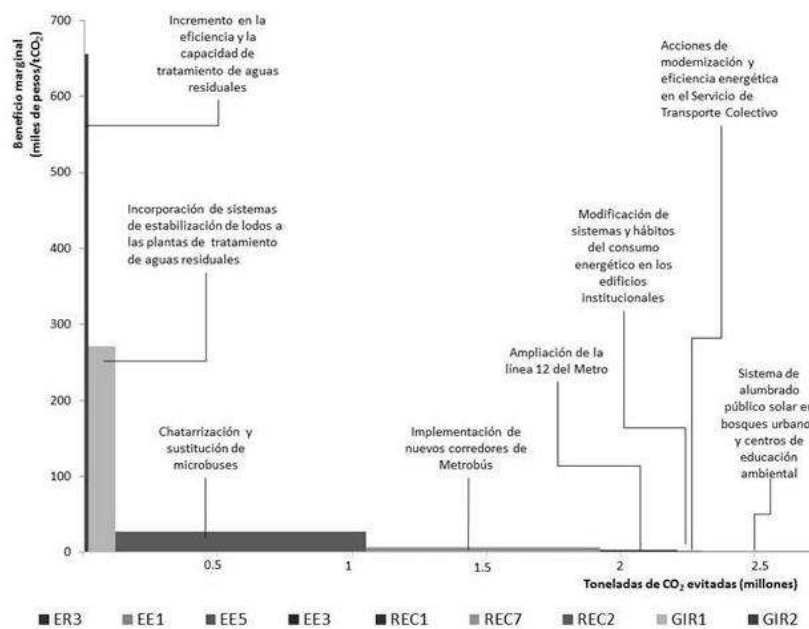 Beneficio marginal
(miles de pesos/tCO₂)
700
600
500
400
300
200
100
0
Incremento en la
eficiencia y la
capacidad de
tratamiento de aguas
residuales
Incorporación de sistemas
de estabilización de lodos a
las plantas de tratamiento
de aguas residuales
Chatarrización y
sustitución de
microbuses
Implementación de
nuevos corredores de
Metrobús
Ampliación de la
línea 12 del Metro
Modificación de
sistemas y hábitos
del consumo
energético en los
edificios
institucionales
Acciones de
modernización y
eficiencia energética
en el Servicio de
Transporte Colectivo
Sistema de
alumbrado
público solar en
bosques urbano
y centros de
educación
ambiental
0.5
1
1.5
2
2.5
Toneladas de CO₂ evitadas (millones)
ER3 EE1 EE5 EE3 REC1 REC7 REC2 GIR1 GIR2